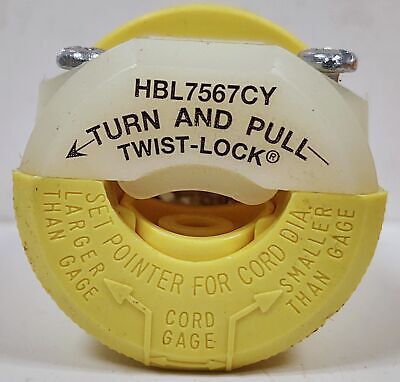 HBL7567CY
TURN AND PULL
TWIST-LOCK®
SET POINTER FOR CORD DIA.
LARGER
THAN GAGE
SMALLER
THAN GAGE
CORD
GAGE